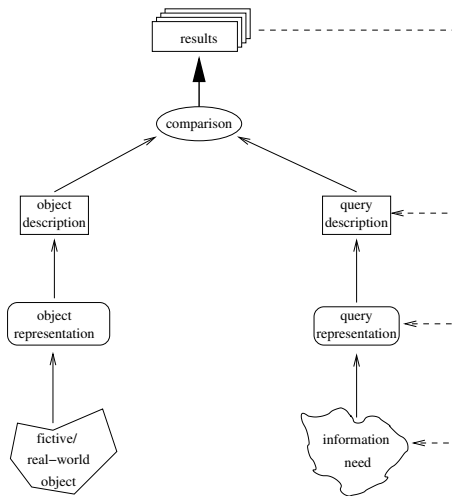 results
comparison
object
description
query
description
object
representation
query
representation
fictive/
real−world
object
information
need